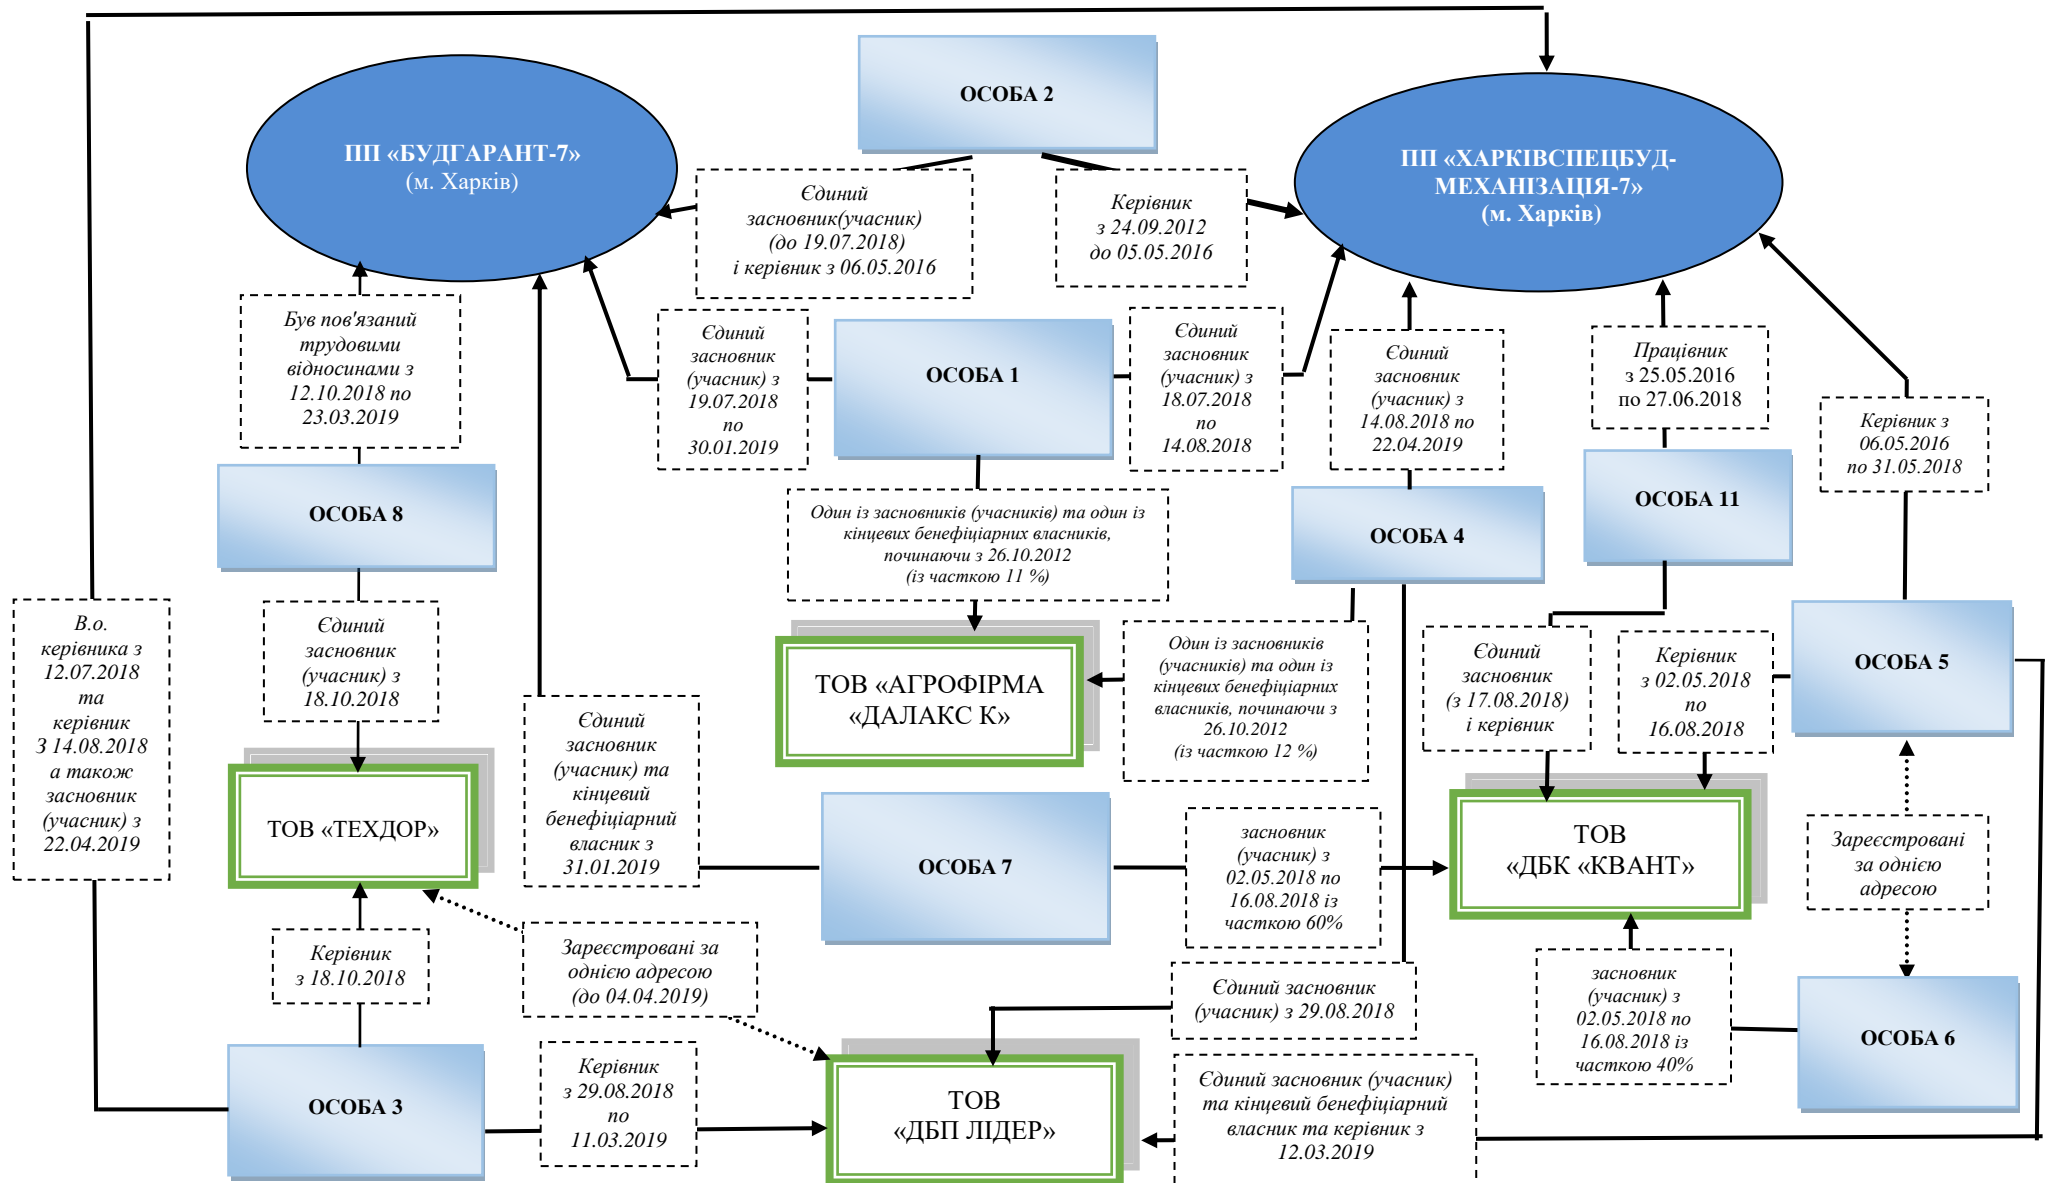 ОСОБА 2
ПП «БУДГАРАНТ-7»
(м. Харків)
ПП «ХАРКІВСПЕЦБУД-
МЕХАНІЗАЦІЯ-7»
(м. Харків)
Єдиний
засновник(учасник)
(до 19.07.2018)
і керівник з 06.05.2016
Керівник
з 24.09.2012
до 05.05.2016
Був пов'язаний
трудовими
відносинами з
12.10.2018 по
23.03.2019
Єдиний
засновник
(учасник) з
19.07.2018
по
30.01.2019
ОСОБА 1
Єдиний
засновник
(учасник) з
18.07.2018
по
14.08.2018
Єдиний
засновник
(учасник) з
14.08.2018 по
22.04.2019
Працівник
з 25.05.2016
по 27.06.2018
Керівник з
06.05.2016
по 31.05.2018
ОСОБА 8
Один із засновників (учасників) та один із
кінцевих бенефіціарних власників,
починаючи з 26.10.2012
(із часткою 11 %)
ОСОБА 4
ОСОБА 11
В.о.
керівника з
12.07.2018
та
керівник
З 14.08.2018
а також
засновник
(учасник) з
22.04.2019
Єдиний
засновник
(учасник) з
18.10.2018
ТОВ «АГРОФІРМА
«ДАЛАКС К»
Один із засновників
(учасників) та один із
кінцевих бенефіціарних
власників, починаючи з
26.10.2012
(із часткою 12 %)
Єдиний
засновник
(з 17.08.2018)
і керівник
Керівник
з 02.05.2018
по
16.08.2018
ОСОБА 5
ТОВ «ТЕХДОР»
Єдиний
засновник
(учасник) та
кінцевий
бенефіціарний
власник з
31.01.2019
ОСОБА 7
засновник
(учасник) з
02.05.2018 по
16.08.2018 із
часткою 60%
ТОВ
«ДБК «КВАНТ»
Зареєстровані
за однією
адресою
Керівник
з 18.10.2018
Зареєстровані за
однією адресою
(до 04.04.2019)
Єдиний засновник
(учасник) з 29.08.2018
засновник
(учасник) з
02.05.2018 по
16.08.2018 із
часткою 40%
ОСОБА 6
ОСОБА 3
Керівник
з 29.08.2018
по
11.03.2019
ТОВ
«ДБП ЛІДЕР»
Єдиний засновник (учасник)
та кінцевий бенефіціарний
власник та керівник з
12.03.2019